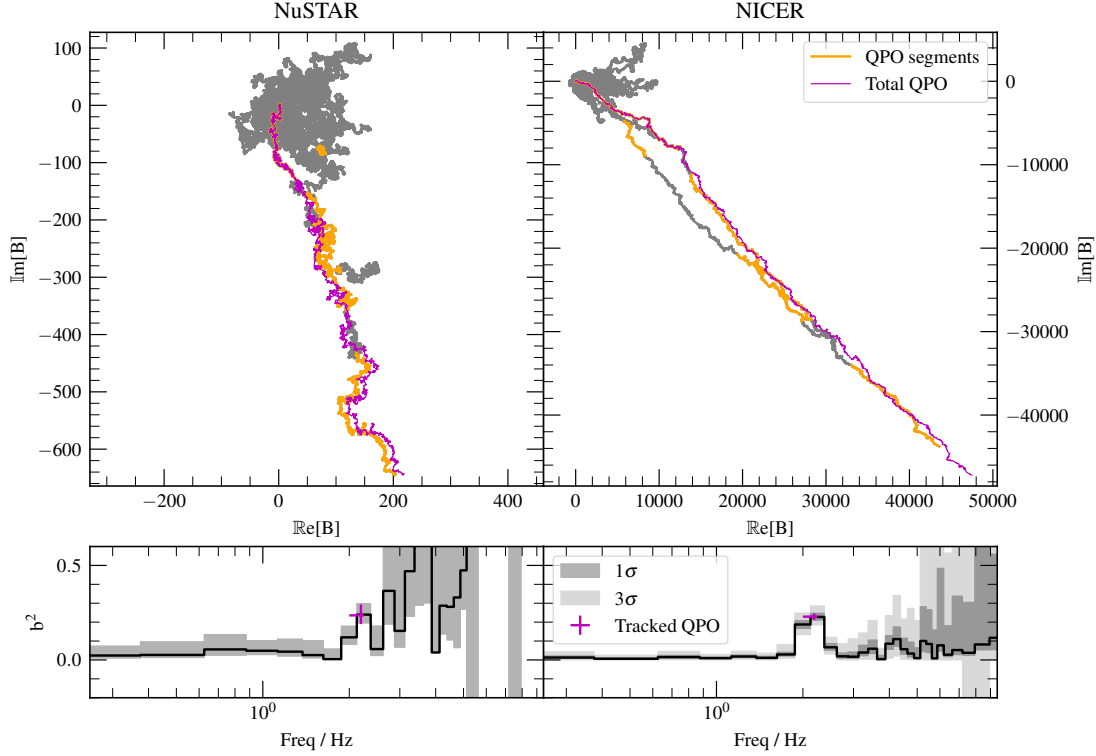 NuSTAR
NICER
100
0
−100
−200
−300
−400
−500
−600
𝕀m[B]
−200
0
200
400
ℝe[B]
QPO segments
Total QPO
0
−10000
−20000
−30000
−40000
𝕀m[B]
0
10000
20000
30000
40000
50000
ℝe[B]
0.5
0.0
b²
10⁰
Freq / Hz
1σ
3σ
Tracked QPO
10⁰
Freq / Hz